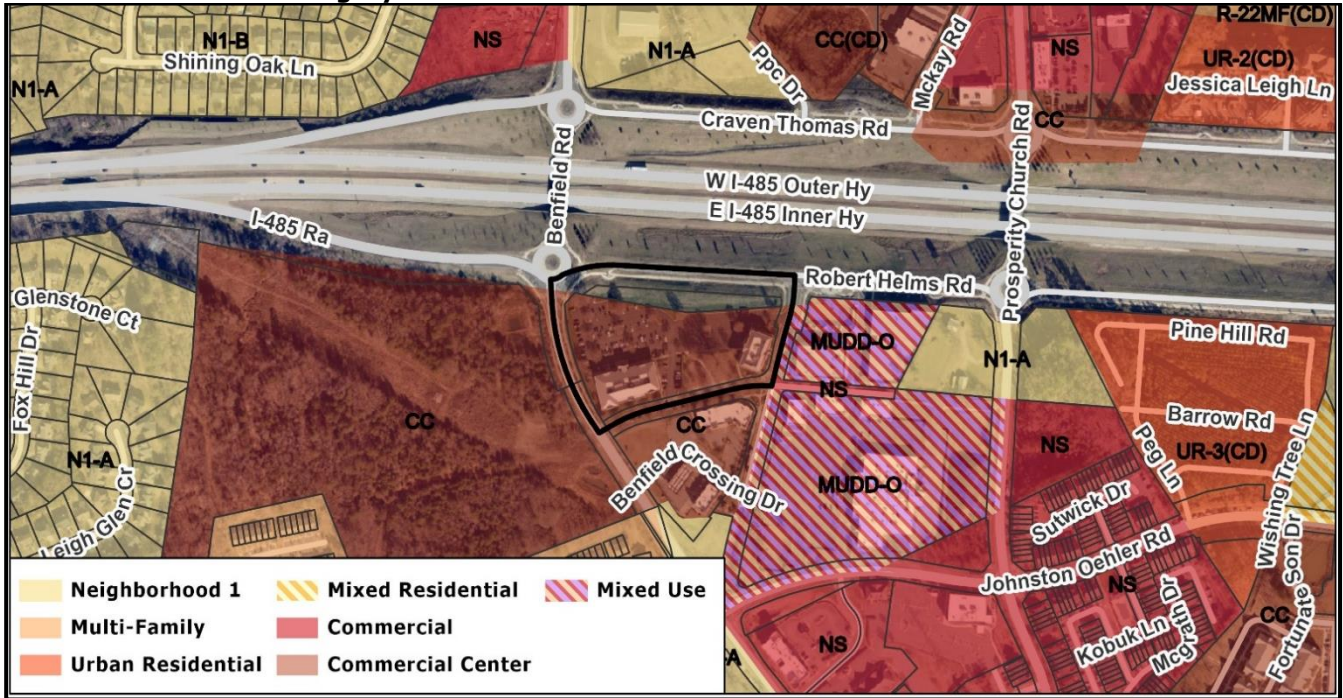 R-22MF(CD)
N1-B
Shining Oak Ln
N1-A
NS
N1-A
Ppc Dr
CC(CD)
Mckay Rd
NS
UR-2(CD)
Jessica Leigh Ln
Craven Thomas Rd
CC
Benfield Rd
Prosperity Church Rd
W I-485 Outer Hy
E I-485 Inner Hy
I-485 Ra
Robert Helms Rd
Glenstone Ct
Fox Hill Dr
N1-A
Leigh Glen Cr
CC
CC
Benfield Crossing Dr
MUDD-O
NS
MUDD-O
N1-A
Pine Hill Rd
Barrow Rd
UR-3(CD)
Peg Ln
Wishing Tree Ln
NS
Sutwick Dr
Johnston Oehler Rd
NS
Kobuk Ln
Mcgrath Dr
Fortunate Son Dr
CC
NS
Neighborhood 1
Multi-Family
Urban Residential
Mixed Residential
Commercial
Commercial Center
Mixed Use